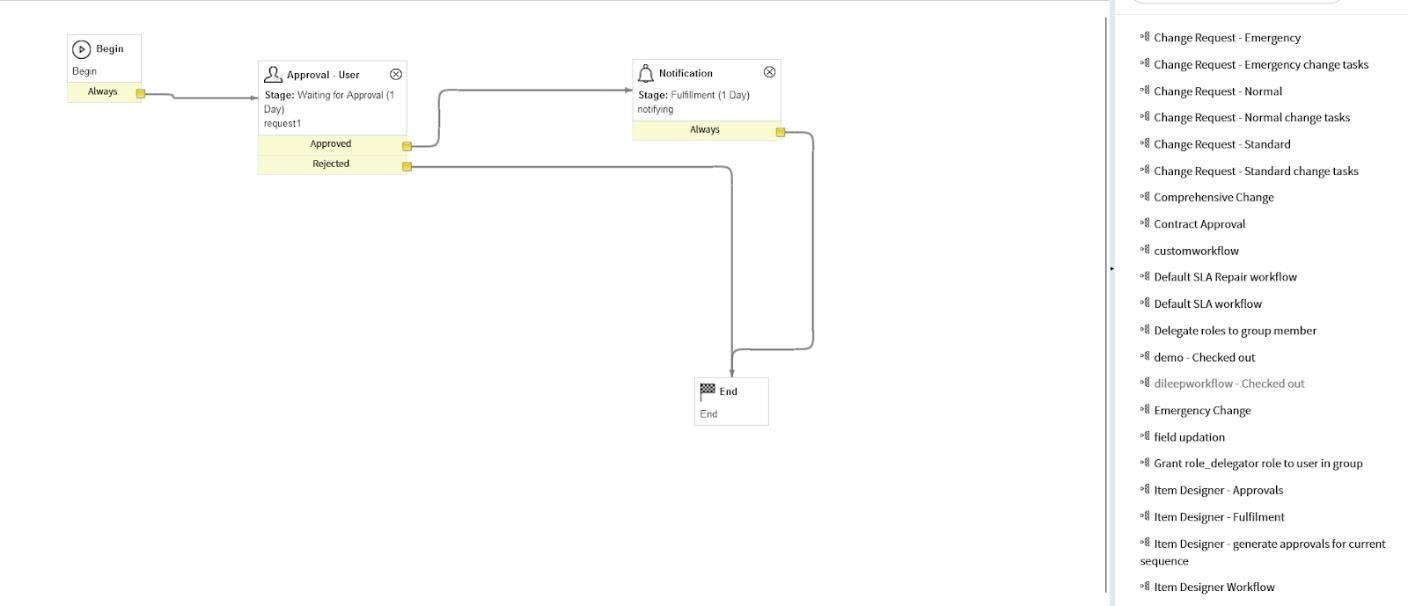 Begin
Begin
Always
Approval - User
Stage: Waiting for Approval (1
Day)
request1
Approved
Rejected
Notification
Stage: Fulfillment (1 Day)
notifying
Always
End
End
Change Request - Emergency
Change Request - Emergency change tasks
Change Request - Normal
Change Request - Normal change tasks
Change Request - Standard
Change Request - Standard change tasks
Comprehensive Change
Contract Approval
customworkflow
Default SLA Repair workflow
Default SLA workflow
Delegate roles to group member
demo - Checked out
dileepworkflow - Checked out
Emergency Change
field updation
Grant role_delegator role to user in group
Item Designer - Approvals
Item Designer - Fulfilment
Item Designer - generate approvals for current
sequence
Item Designer Workflow